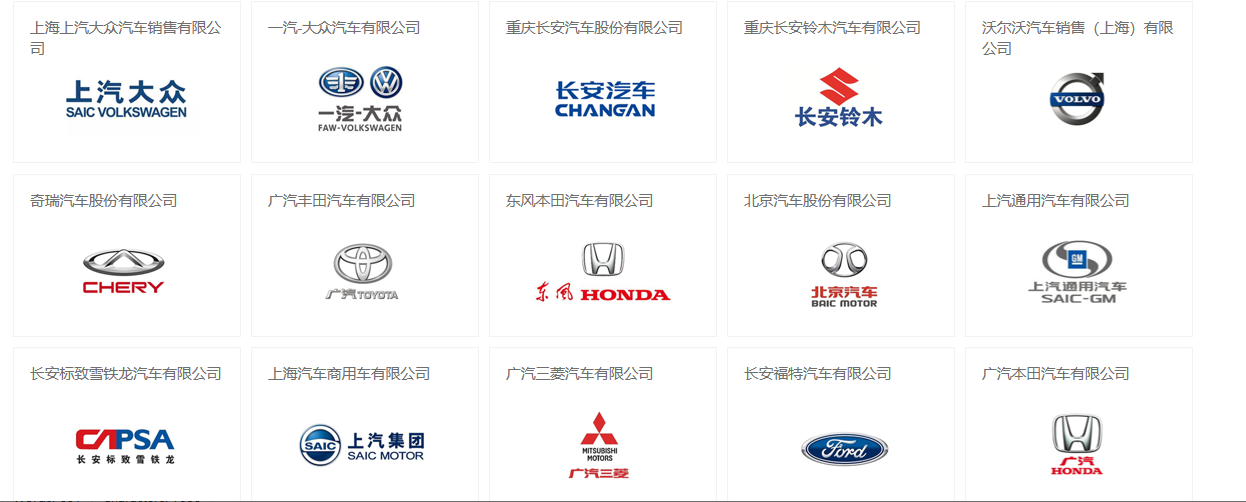 上海上汽大众汽车销售有限公
司
上汽大众
SAIC VOLKSWAGEN
一汽-大众汽车有限公司
一汽-大众
FAW-VOLKSWAGEN
重庆长安汽车股份有限公司
长安汽车
CHANGAN
重庆长安铃木汽车有限公司
长安铃木
沃尔沃汽车销售（上海）有限
公司
VOLVO
奇瑞汽车股份有限公司
CHERY
广汽丰田汽车有限公司
广汽TOYOTA
东风本田汽车有限公司
东风 HONDA
北京汽车股份有限公司
北京汽车
BAIC MOTOR
上汽通用汽车有限公司
GM
上汽通用汽车
SAIC-GM
长安标致雪铁龙汽车有限公司
CAPSA
长安标致雪铁龙
上海汽车商用车有限公司
SAIC
上汽集团
SAIC MOTOR
广汽三菱汽车有限公司
MITSUBISHI
MOTORS
广汽三菱
长安福特汽车有限公司
Ford
广汽本田汽车有限公司
广汽
HONDA